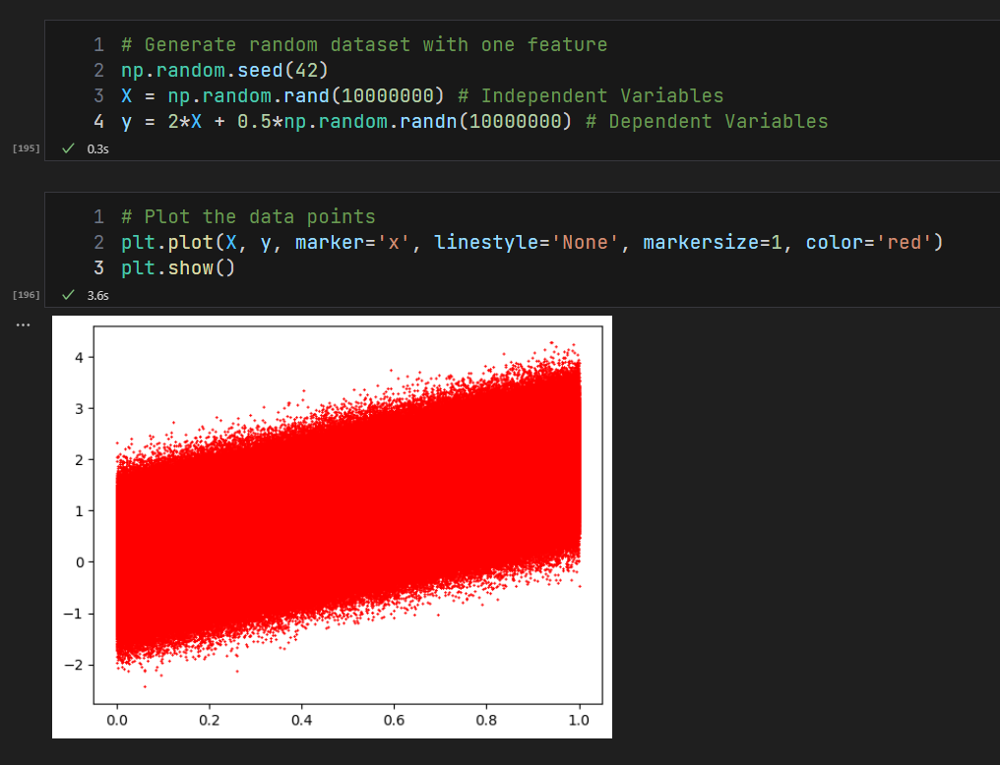 1 # Generate random dataset with one feature
2 np.random.seed(42)
3 X = np.random.rand(10000000) # Independent Variables
4 y = 2*X + 0.5*np.random.randn(10000000) # Dependent Variables
[195] ✓ 0.3s
1 # Plot the data points
2 plt.plot(X, y, marker='x', linestyle='None', markersize=1, color='red')
3 plt.show()
[196] ✓ 3.6s
...
4
3
2
1
0
−1
−2
0.0 0.2 0.4 0.6 0.8 1.0